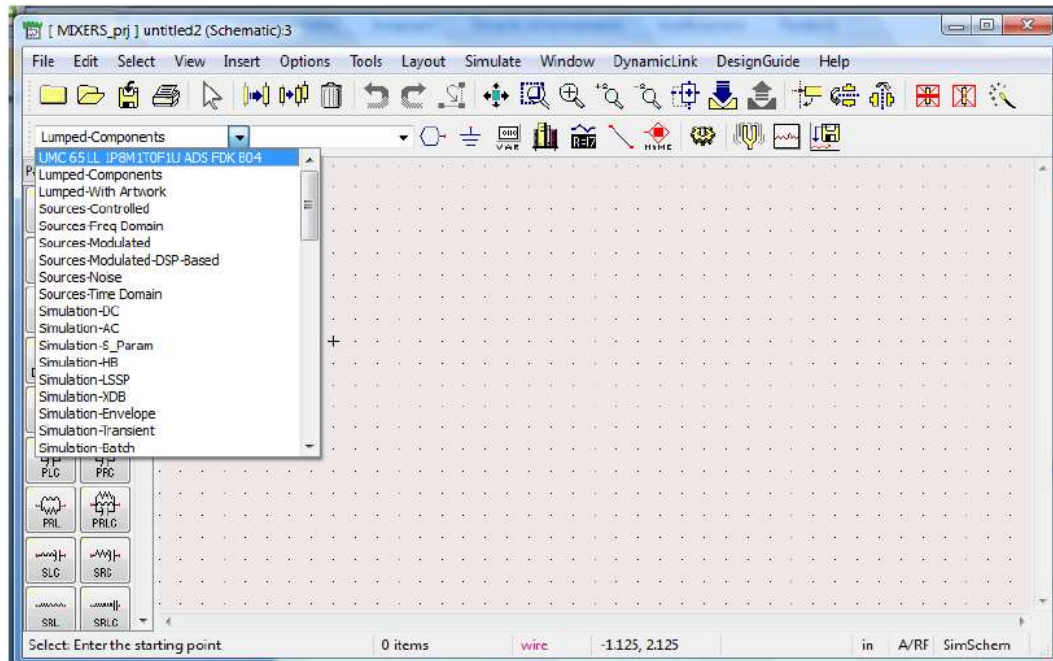 [ MIXERS_prj ] untitled2 (Schematic):3
File Edit Select View Insert Options Tools Layout Simulate Window DynamicLink DesignGuide Help
Lumped-Components
VAR
HOME
UMC 65 LL 1P8M1T0F1U ADS FDK B04
Lumped-Components
Lumped-With Artwork
Sources-Controlled
Sources-Freq Domain
Sources-Modulated
Sources-Modulated-DSP-Based
Sources-Noise
Sources-Time Domain
Simulation-DC
Simulation-AC
Simulation-S_Param
Simulation-HB
Simulation-LSSP
Simulation-XDB
Simulation-Envelope
Simulation-Transient
Simulation-Batch
PLC PRC
PRL PRLC
SLC SRC
SRL SRLC
Select: Enter the starting point 0 items wire -1.125, 2.125 in A/RF SimSchem